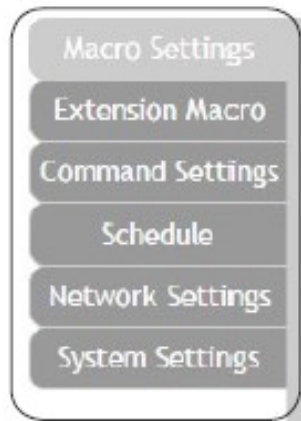 Macro Settings
Extension Macro
Command Settings
Schedule
Network Settings
System Settings